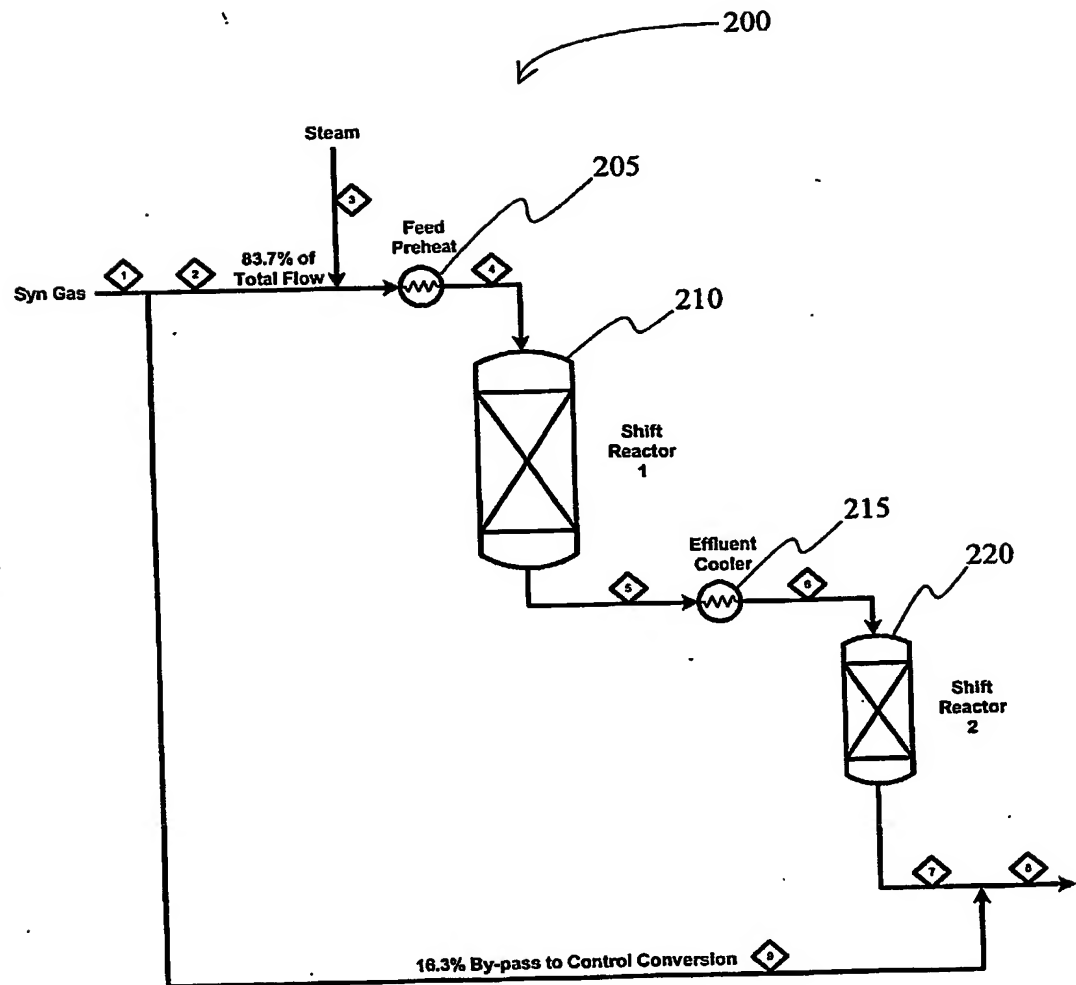 200
Steam
205
3
Feed
Preheat
83.7% of
Total Flow
4
1
2
Syn Gas
210
Shift
Reactor
1
215
Effluent
Cooler
220
5
6
Shift
Reactor
2
7
8
16.3% By-pass to Control Conversion
9